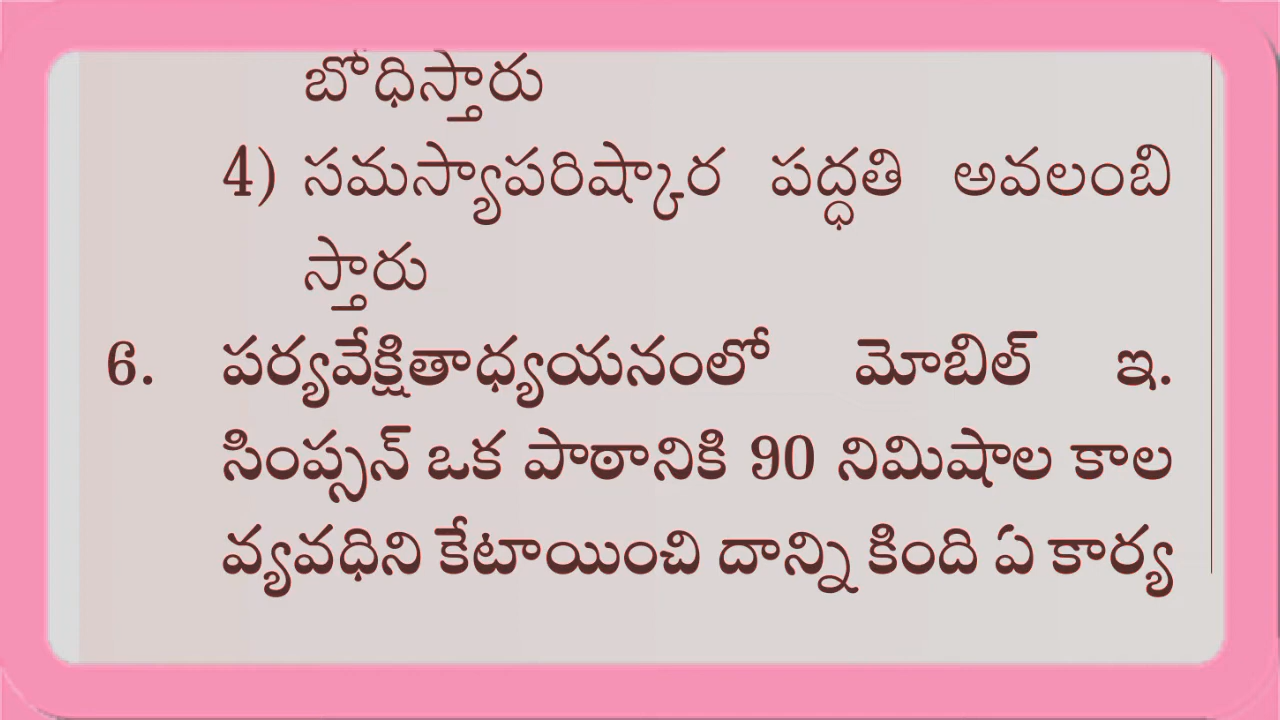 బోధిస్తారు
4) సమస్యాపరిష్కార పద్ధతి అవలంబి
స్తారు
6. పర్యవేక్షితాధ్యయనంలో మోబిల్ ఇ.
సింప్సన్ ఒక పాఠానికి 90 నిమిషాల కాల
వ్యవధిని కేటాయించి దాన్ని కింది ఏ కార్య